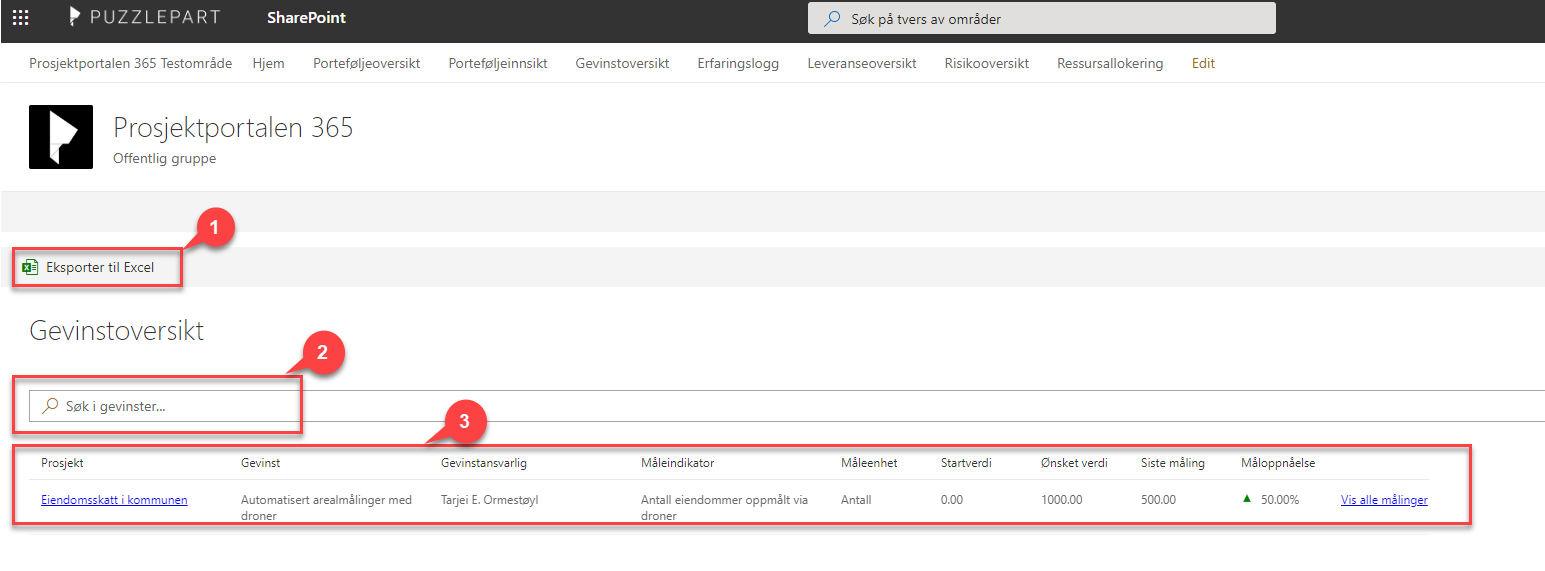 PUZZLEPART SharePoint Søk på tvers av områder
Prosjektportalen 365 Testområde Hjem Porteføljeoversikt Porteføljeinnsikt Gevinstoversikt Erfaringslogg Leveranseoversikt Risikooversikt Ressursallokering Edit
Prosjektportalen 365
Offentlig gruppe
1
Eksporter til Excel
Gevinstoversikt
2
Søk i gevinster...
3
Prosjekt Gevinst Gevinstansvarlig Måleindikator Måleenhet Startverdi Ønsket verdi Siste måling Måloppnåelse
Eiendomsskatt i kommunen Automatisert arealmålinger med Tarjei E. Ormestøyl Antall eiendommer oppmålt via Antall 0.00 1000.00 500.00 50.00% Vis alle målinger
droner droner